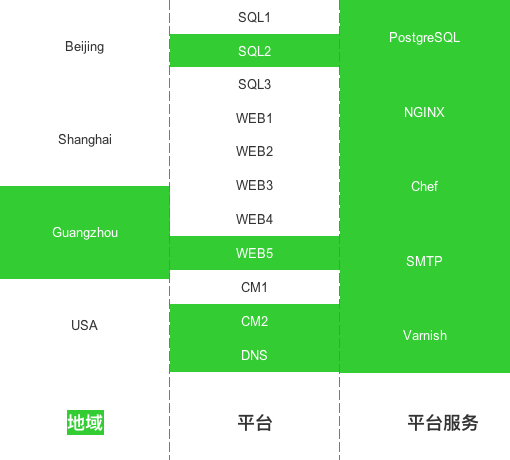 Beijing
Shanghai
Guangzhou
USA
地域
SQL1
SQL2
SQL3
WEB1
WEB2
WEB3
WEB4
WEB5
CM1
CM2
DNS
平台
PostgreSQL
NGINX
Chef
SMTP
Varnish
平台服务